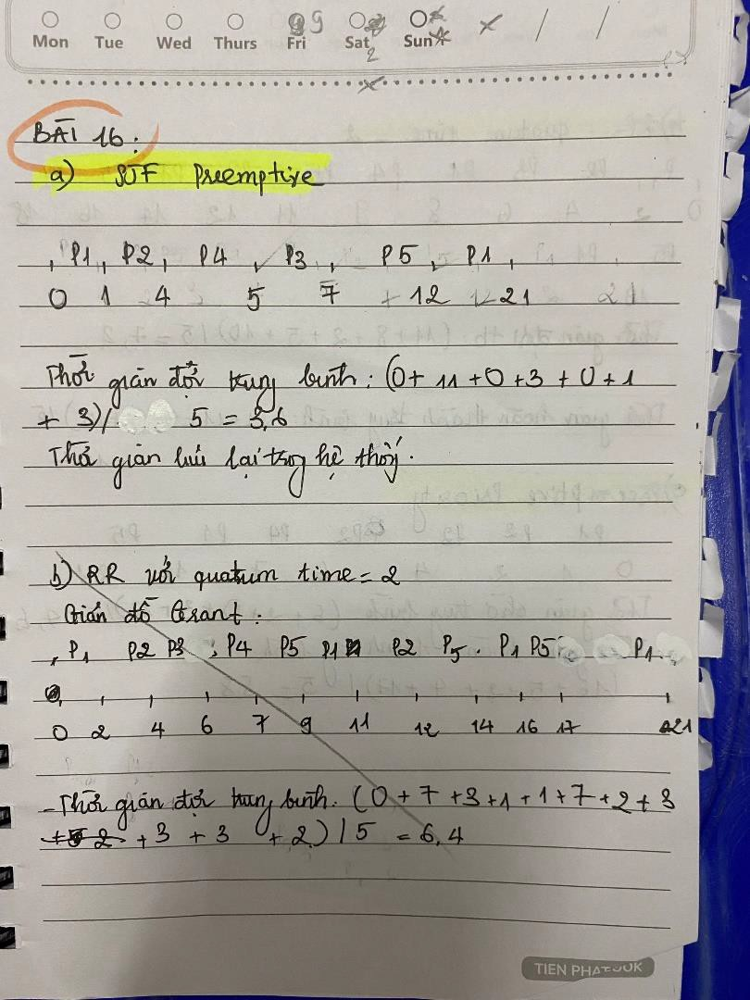 Mon Tue Wed Thurs Fri Sat Sun
BÀI 16:
a) SJF Preemptive
P1 P2 P4 P3 P5 P1
0 1 4 5 7 12 21
Thời gian đợi trung bình: (0 + 11 + 0 + 3 + 0 + 1
+ 3)/ 5 = 3,6
Thời gian lưu lại trong hệ thống.
b) RR với quatum time = 2
Gian đồ Grant:
P1 P2 P3 P4 P5 P1 P2 P5 P1 P5 P1
0 2 4 6 7 9 11 12 14 16 17 21
- Thời gian đợi trung bình: (0 + 7 + 3 + 1 + 1 + 7 + 2 + 3
+ 3 + 3 + 2) / 5 = 6,4
TIEN PHAT